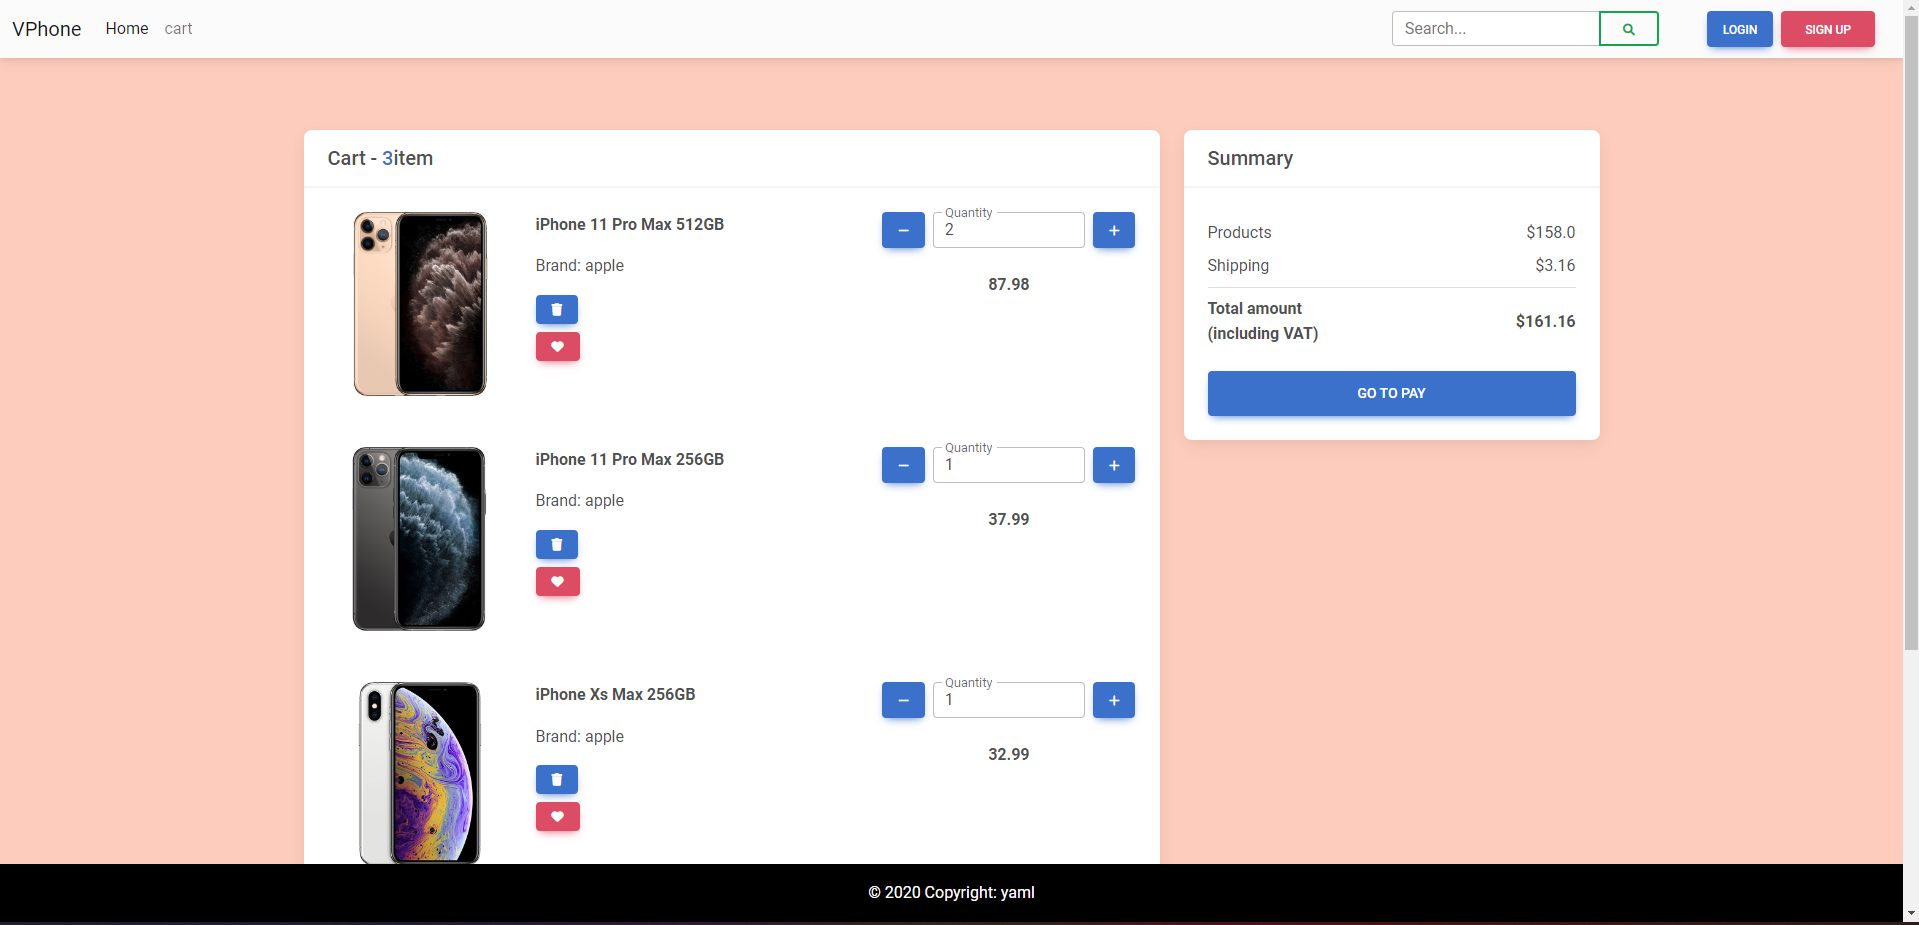 VPhone Home cart Search... LOGIN SIGN UP
Cart - 3item
iPhone 11 Pro Max 512GB
Brand: apple
Quantity
2
87.98
iPhone 11 Pro Max 256GB
Brand: apple
Quantity
1
37.99
iPhone Xs Max 256GB
Brand: apple
Quantity
1
32.99
Summary
Products $158.0
Shipping $3.16
Total amount
(including VAT) $161.16
GO TO PAY
© 2020 Copyright: yaml